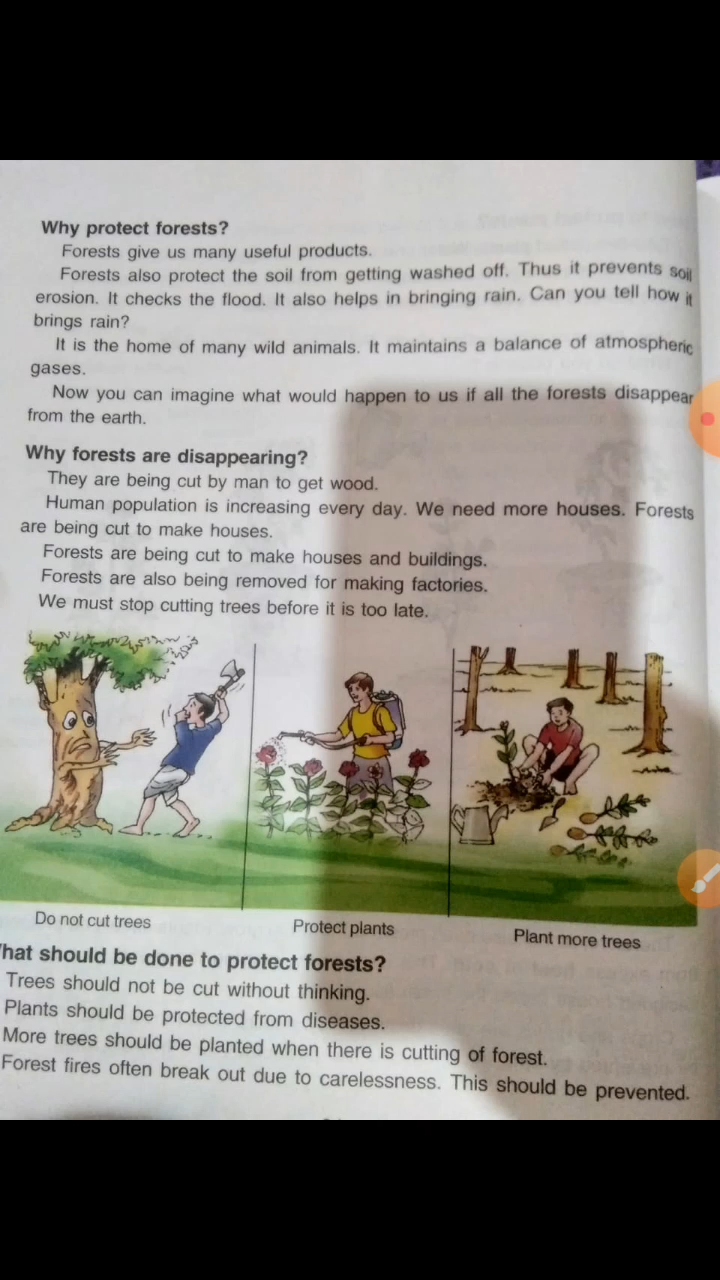 Why protect forests?
Forests give us many useful products.
Forests also protect the soil from getting washed off. Thus it prevents soil
erosion. It checks the flood. It also helps in bringing rain. Can you tell how it
brings rain?
It is the home of many wild animals. It maintains a balance of atmospheric
gases.
Now you can imagine what would happen to us if all the forests disappear
from the earth.
Why forests are disappearing?
They are being cut by man to get wood.
Human population is increasing every day. We need more houses. Forests
are being cut to make houses.
Forests are being cut to make houses and buildings.
Forests are also being removed for making factories.
We must stop cutting trees before it is too late.
Do not cut trees
Protect plants
Plant more trees
hat should be done to protect forests?
Trees should not be cut without thinking.
Plants should be protected from diseases.
More trees should be planted when there is cutting of forest.
Forest fires often break out due to carelessness. This should be prevented.